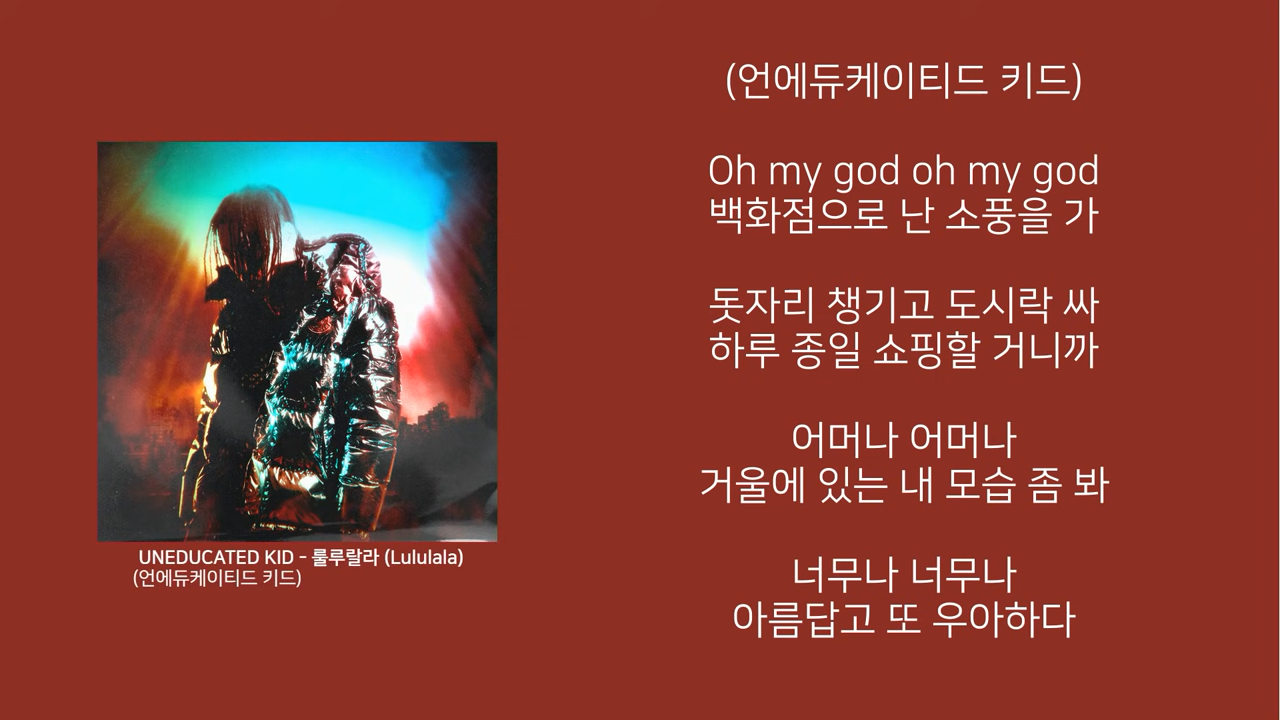 UNEDUCATED KID - 룰루랄라 (Lululala)
(언에듀케이티드 키드)
(언에듀케이티드 키드)
Oh my god oh my god
백화점으로 난 소풍을 가
돗자리 챙기고 도시락 싸
하루 종일 쇼핑할 거니까
어머나 어머나
거울에 있는 내 모습 좀 봐
너무나 너무나
아름답고 또 우아하다